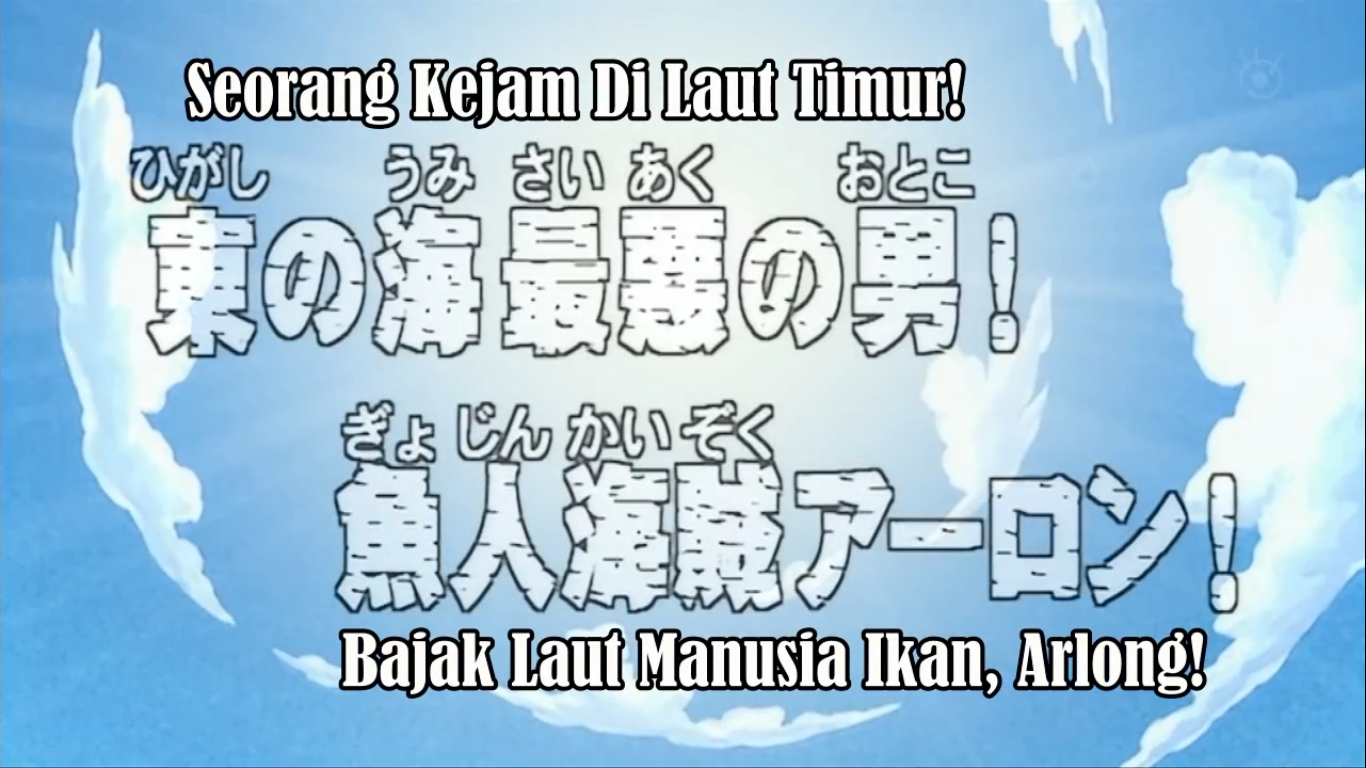 Seorang Kejam Di Laut Timur!
ひがし うみ さい あく おとこ
東の海最悪の男!
ぎょ じん かい ぞく
魚人海賊アーロン!
Bajak Laut Manusia Ikan, Arlong!